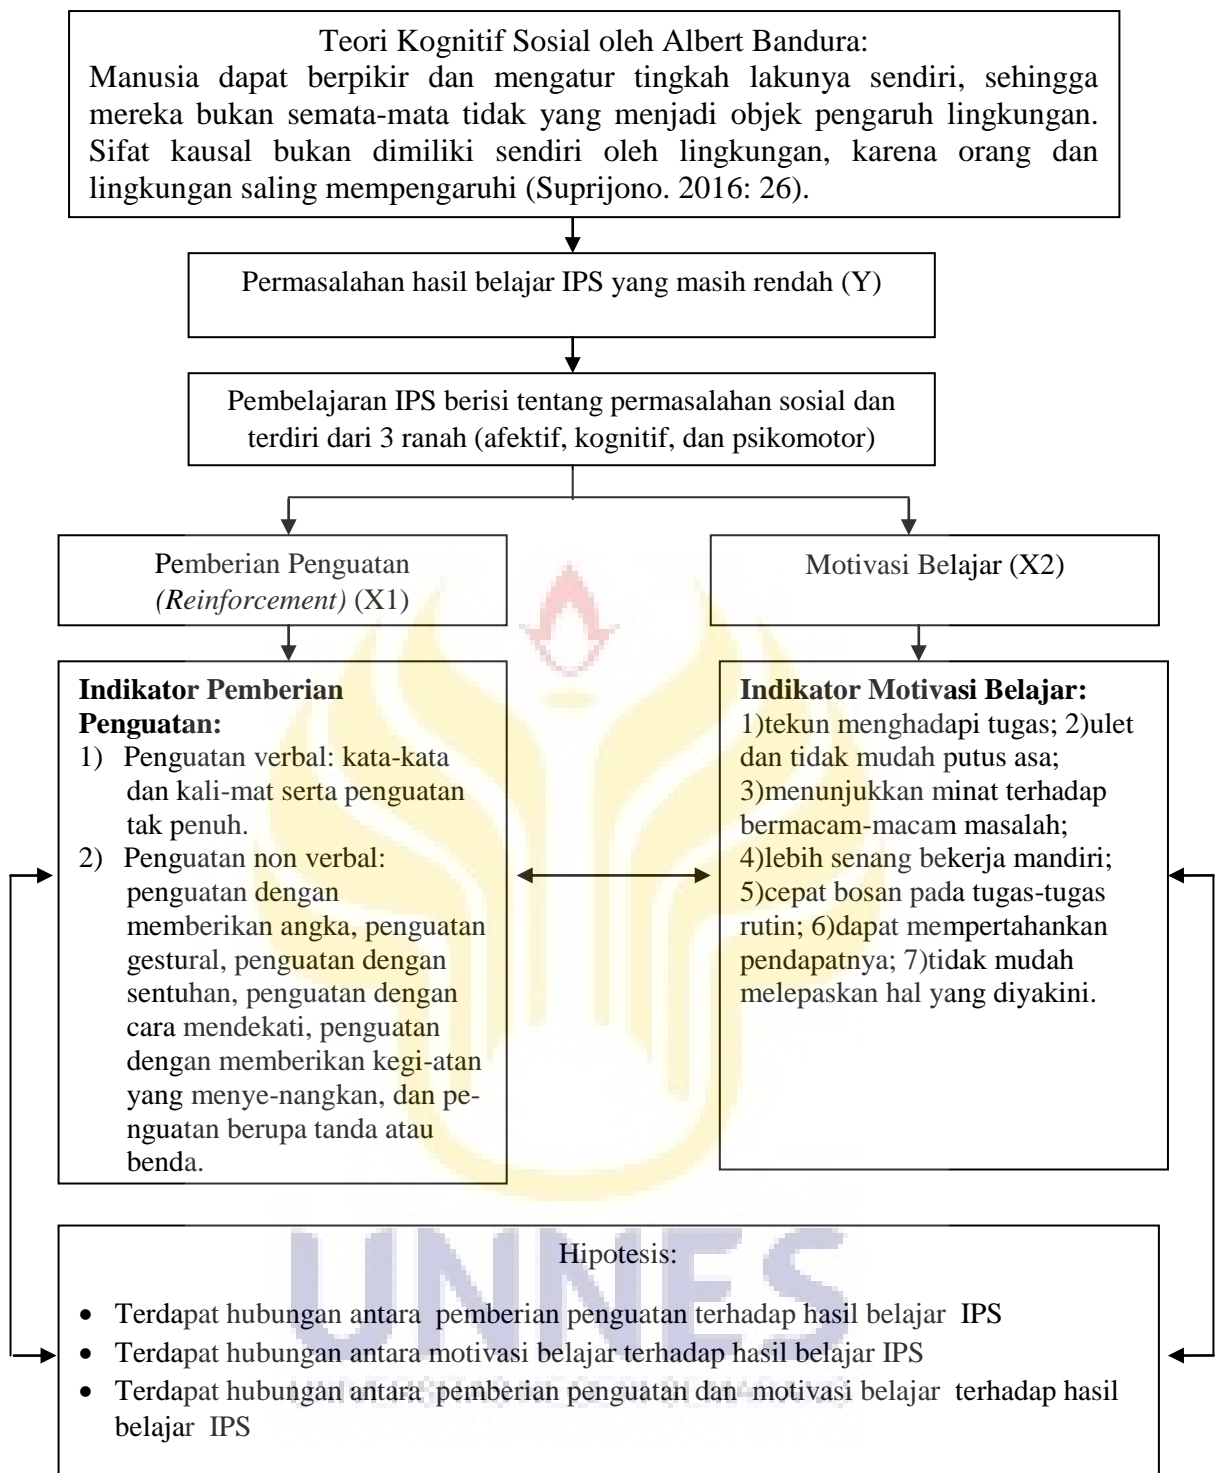 Teori Kognitif Sosial oleh Albert Bandura:
Manusia dapat berpikir dan mengatur tingkah lakunya sendiri, sehingga
mereka bukan semata-mata tidak yang menjadi objek pengaruh lingkungan.
Sifat kausal bukan dimiliki sendiri oleh lingkungan, karena orang dan
lingkungan saling mempengaruhi (Suprijono. 2016: 26).
Permasalahan hasil belajar IPS yang masih rendah (Y)
Pembelajaran IPS berisi tentang permasalahan sosial dan
terdiri dari 3 ranah (afektif, kognitif, dan psikomotor)
Pemberian Penguatan
(Reinforcement) (X1)
Motivasi Belajar (X2)
Indikator Pemberian
Penguatan:
1) Penguatan verbal: kata-kata
dan kali-mat serta penguatan
tak penuh.
2) Penguatan non verbal:
penguatan dengan
memberikan angka, penguatan
gestural, penguatan dengan
sentuhan, penguatan dengan
cara mendekati, penguatan
dengan memberikan kegi-atan
yang menye-nangkan, dan pe-
nguatan berupa tanda atau
benda.
Indikator Motivasi Belajar:
1)tekun menghadapi tugas; 2)ulet
dan tidak mudah putus asa;
3)menunjukkan minat terhadap
bermacam-macam masalah;
4)lebih senang bekerja mandiri;
5)cepat bosan pada tugas-tugas
rutin; 6)dapat mempertahankan
pendapatnya; 7)tidak mudah
melepaskan hal yang diyakini.
Hipotesis:
• Terdapat hubungan antara pemberian penguatan terhadap hasil belajar IPS
• Terdapat hubungan antara motivasi belajar terhadap hasil belajar IPS
• Terdapat hubungan antara pemberian penguatan dan motivasi belajar terhadap hasil
belajar IPS
UNNES